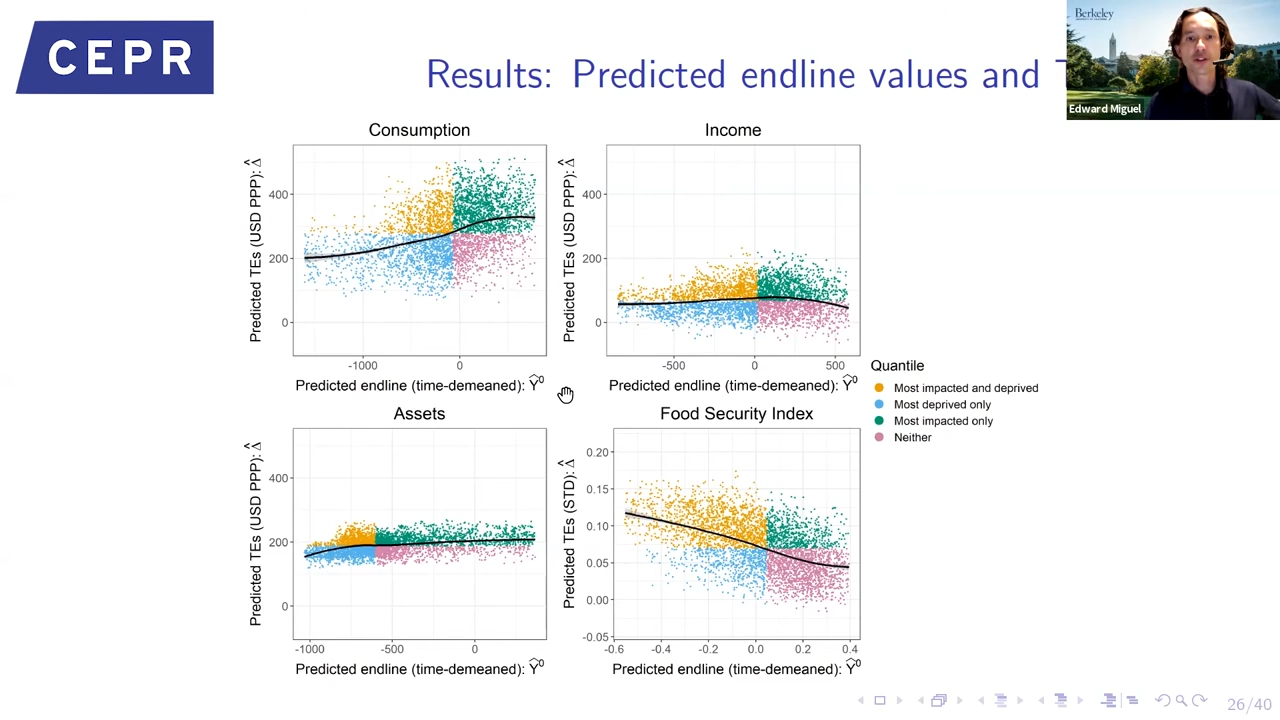 CEPR
Results: Predicted endline values and
Berkeley
Edward Miguel
Consumption
Predicted TEs (USD PPP): Δ̂
400
200
0
-1000
0
Predicted endline (time-demeaned): Ŷ⁰
Income
Predicted TEs (USD PPP): Δ̂
400
200
0
-500
0
500
Predicted endline (time-demeaned): Ŷ⁰
Assets
Predicted TEs (USD PPP): Δ̂
400
200
0
-1000
-500
0
Predicted endline (time-demeaned): Ŷ⁰
Food Security Index
Predicted TEs (STD): Δ̂
0.20
0.15
0.10
0.05
0.00
-0.05
-0.6
-0.4
-0.2
0.0
0.2
0.4
Predicted endline (time-demeaned): Ŷ⁰
Quantile
Most impacted and deprived
Most deprived only
Most impacted only
Neither
26/40